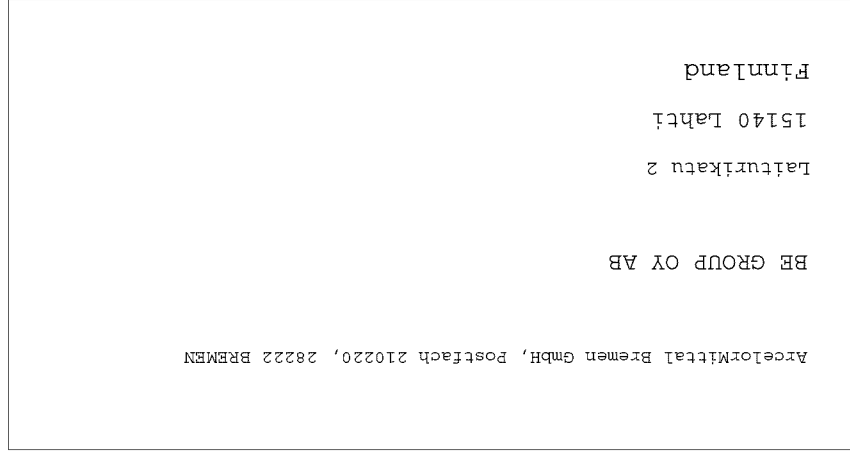 ArcelorMittal Bremen GmbH, Postfach 210220, 28222 BREMEN
BE GROUP OY AB
Laiturikatu 2
15140 Lahti
Finnland